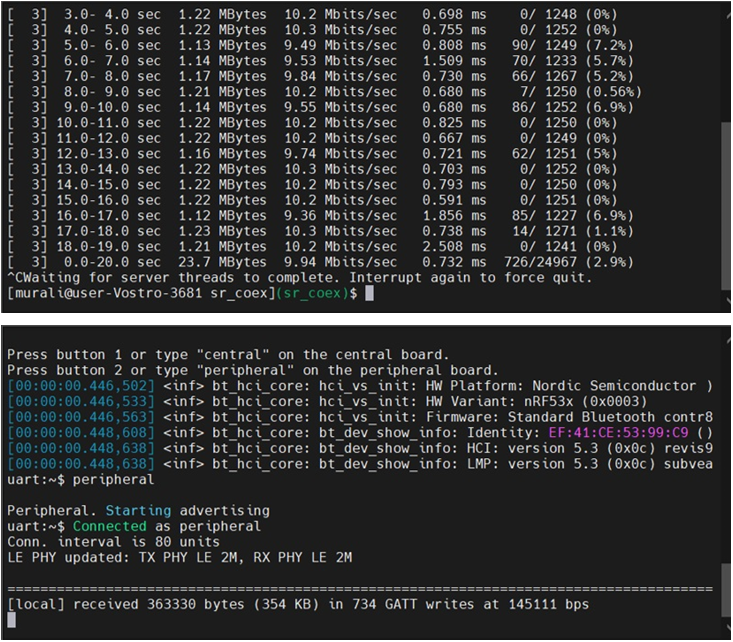 [  3]  3.0- 4.0 sec  1.22 MBytes  10.2 Mbits/sec   0.698 ms    0/ 1248 (0%)
[  3]  4.0- 5.0 sec  1.22 MBytes  10.3 Mbits/sec   0.755 ms    0/ 1252 (0%)
[  3]  5.0- 6.0 sec  1.13 MBytes  9.49 Mbits/sec   0.808 ms   90/ 1249 (7.2%)
[  3]  6.0- 7.0 sec  1.14 MBytes  9.53 Mbits/sec   1.509 ms   70/ 1233 (5.7%)
[  3]  7.0- 8.0 sec  1.17 MBytes  9.84 Mbits/sec   0.730 ms   66/ 1267 (5.2%)
[  3]  8.0- 9.0 sec  1.21 MBytes  10.2 Mbits/sec   0.680 ms    7/ 1250 (0.56%)
[  3]  9.0-10.0 sec  1.14 MBytes  9.55 Mbits/sec   0.680 ms   86/ 1252 (6.9%)
[  3] 10.0-11.0 sec  1.22 MBytes  10.2 Mbits/sec   0.825 ms    0/ 1250 (0%)
[  3] 11.0-12.0 sec  1.22 MBytes  10.2 Mbits/sec   0.667 ms    0/ 1249 (0%)
[  3] 12.0-13.0 sec  1.16 MBytes  9.74 Mbits/sec   0.721 ms   62/ 1251 (5%)
[  3] 13.0-14.0 sec  1.22 MBytes  10.3 Mbits/sec   0.703 ms    0/ 1252 (0%)
[  3] 14.0-15.0 sec  1.22 MBytes  10.2 Mbits/sec   0.793 ms    0/ 1250 (0%)
[  3] 15.0-16.0 sec  1.22 MBytes  10.2 Mbits/sec   0.591 ms    0/ 1251 (0%)
[  3] 16.0-17.0 sec  1.12 MBytes  9.36 Mbits/sec   1.856 ms   85/ 1227 (6.9%)
[  3] 17.0-18.0 sec  1.23 MBytes  10.3 Mbits/sec   0.738 ms   14/ 1271 (1.1%)
[  3] 18.0-19.0 sec  1.21 MBytes  10.2 Mbits/sec   2.508 ms    0/ 1241 (0%)
[  3]  0.0-20.0 sec  23.7 MBytes  9.94 Mbits/sec   0.732 ms  726/24967 (2.9%)
^CWaiting for server threads to complete. Interrupt again to force quit.
[murali@user-Vostro-3681 sr_coex](sr_coex)$
Press button 1 or type "central" on the central board.
Press button 2 or type "peripheral" on the peripheral board.
[00:00:00.446,502] <inf> bt_hci_core: hci_vs_init: HW Platform: Nordic Semiconductor )
[00:00:00.446,533] <inf> bt_hci_core: hci_vs_init: HW Variant: nRF53x (0x0003)
[00:00:00.446,563] <inf> bt_hci_core: hci_vs_init: Firmware: Standard Bluetooth contr8
[00:00:00.448,608] <inf> bt_hci_core: bt_dev_show_info: Identity: EF:41:CE:53:99:C9 ()
[00:00:00.448,638] <inf> bt_hci_core: bt_dev_show_info: HCI: version 5.3 (0x0c) revis9
[00:00:00.448,638] <inf> bt_hci_core: bt_dev_show_info: LMP: version 5.3 (0x0c) subvea
uart:~$ peripheral
Peripheral. Starting advertising
uart:~$ Connected as peripheral
Conn. interval is 80 units
LE PHY updated: TX PHY LE 2M, RX PHY LE 2M
=====================================================================================
[local] received 363330 bytes (354 KB) in 734 GATT writes at 145111 bps